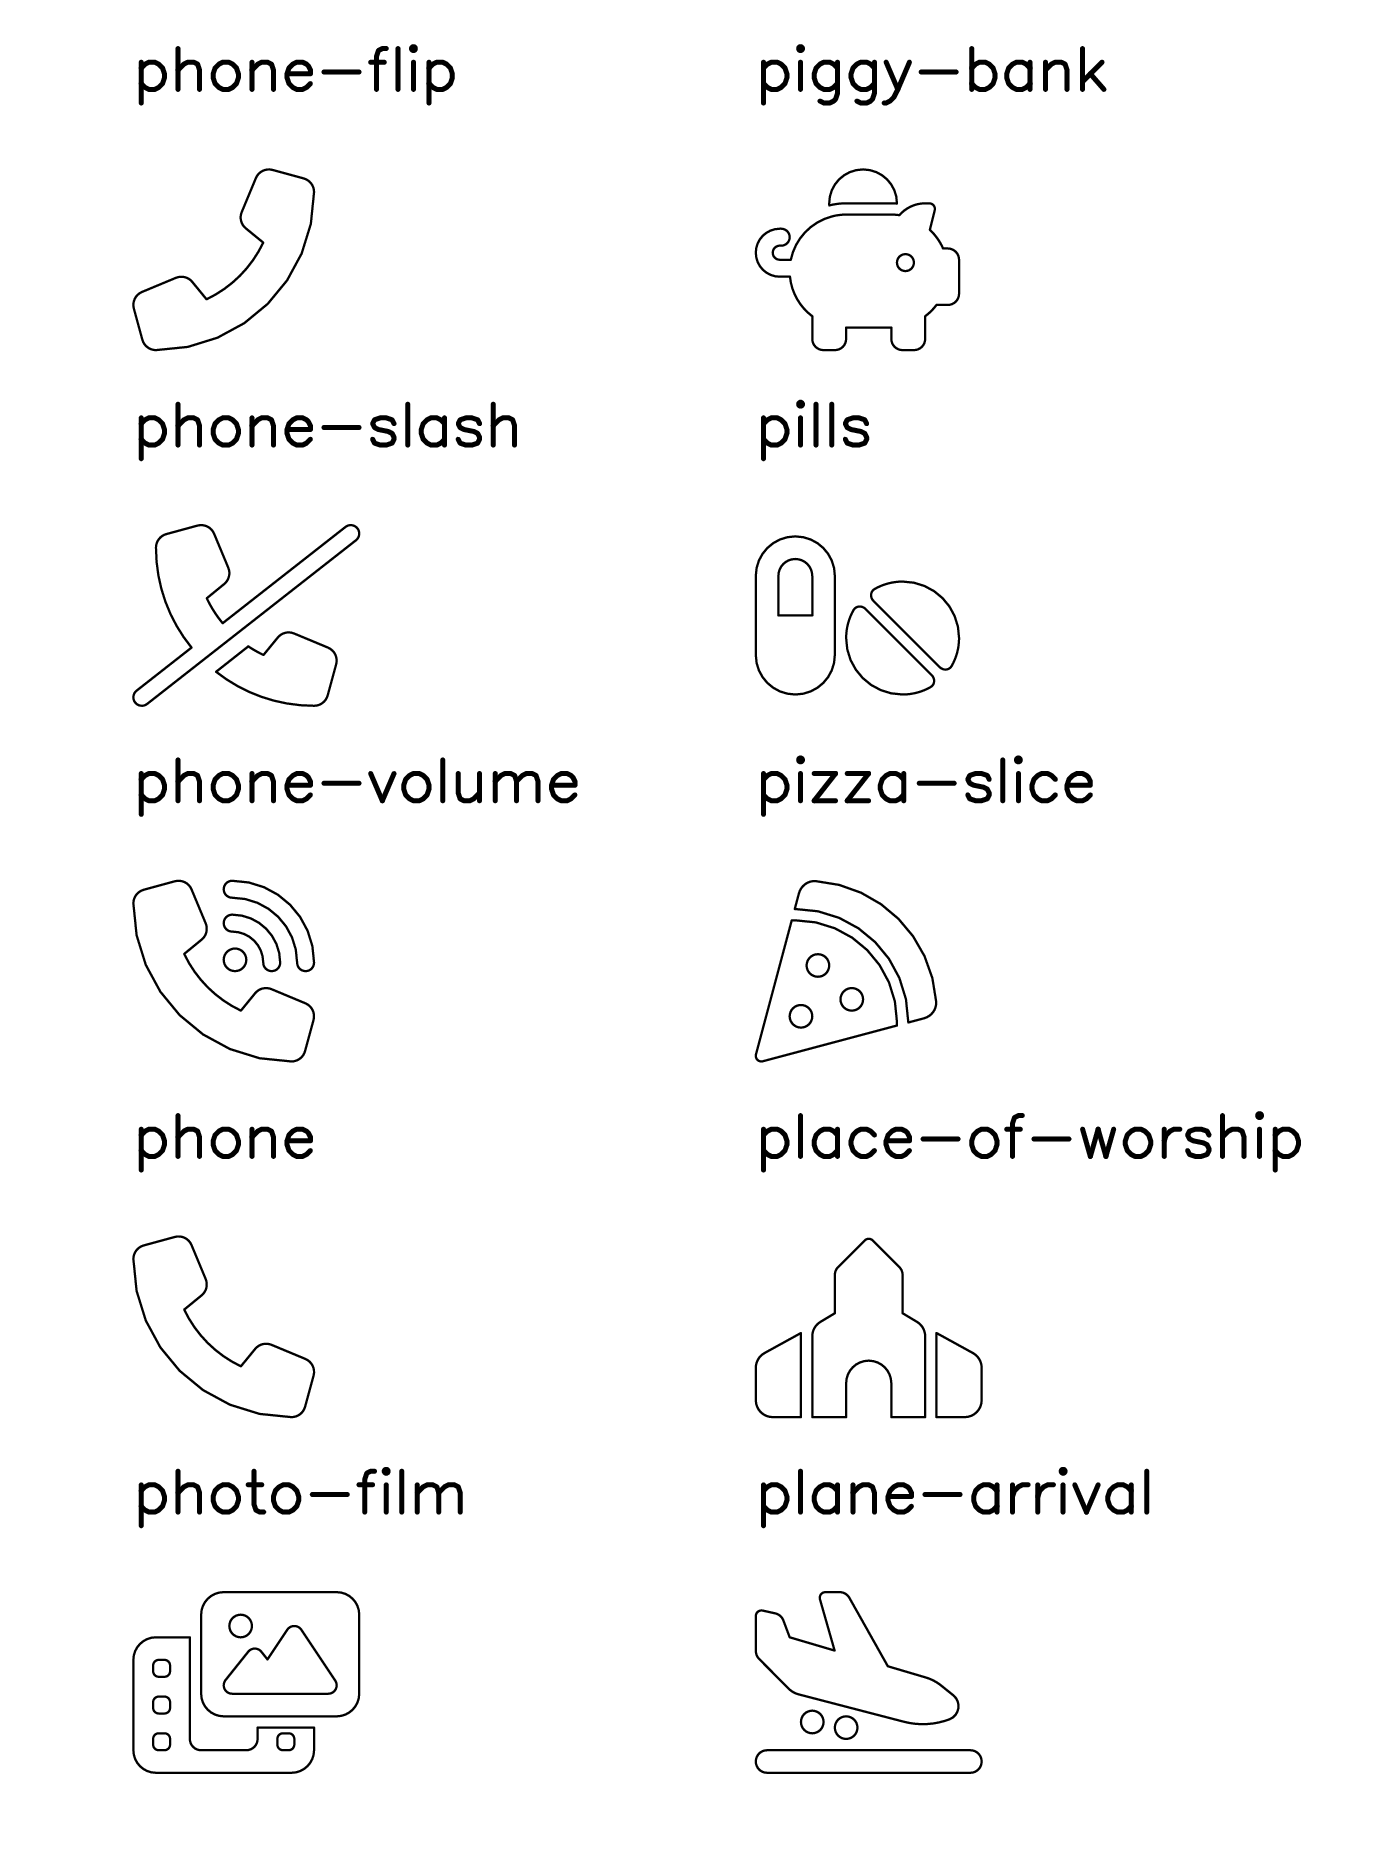 phone-flip
phone-slash
phone-volume
phone
photo-film
piggy-bank
pills
pizza-slice
place-of-worship
plane-arrival